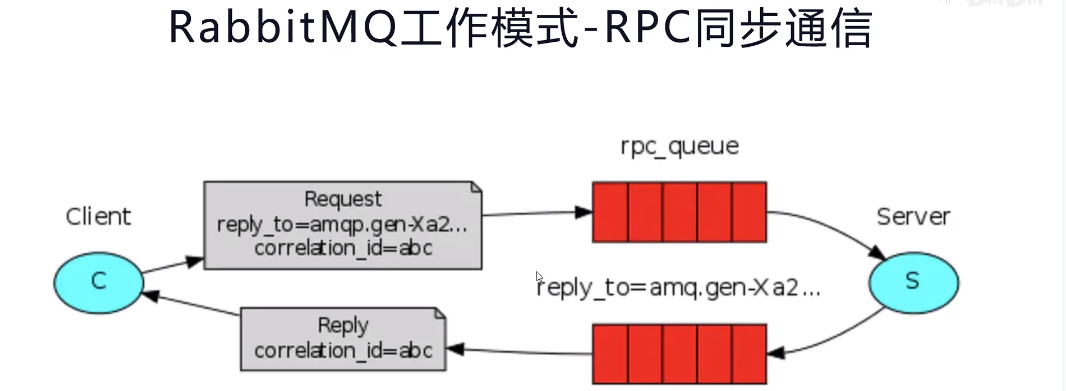 RabbitMQ工作模式-RPC同步通信
rpc_queue
Request
reply_to=amqp.gen-Xa2...
correlation_id=abc
Client
Server
C
S
reply_to=amq.gen-Xa2...
Reply
correlation_id=abc